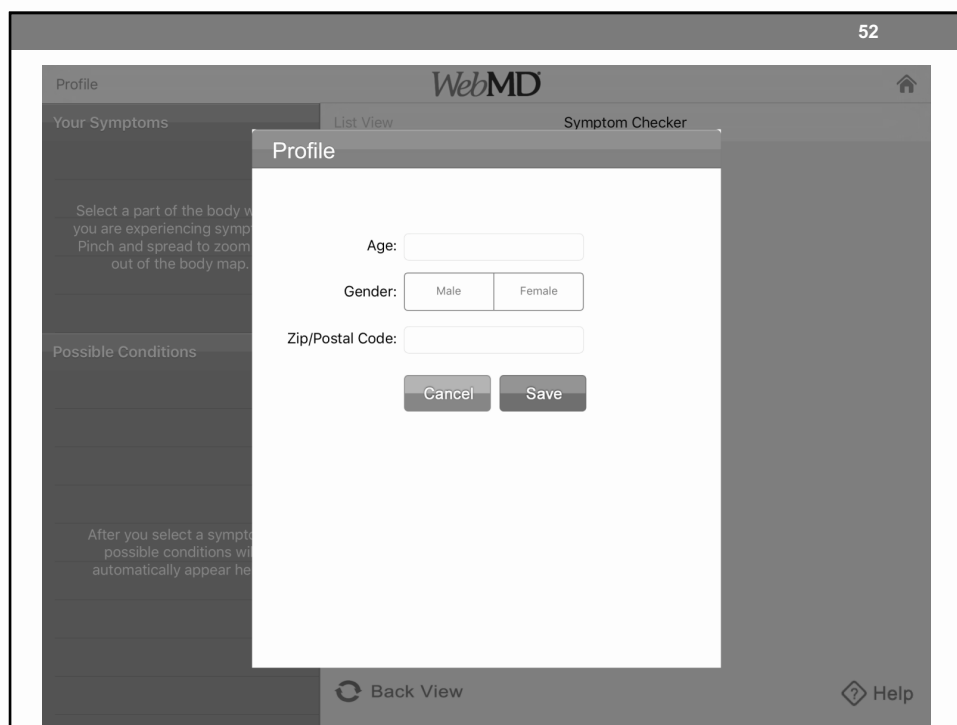 52
Profile
WebMD
Your Symptoms
List View
Symptom Checker
Select a part of the body w
you are experiencing symp
Pinch and spread to zoom
out of the body map.
Possible Conditions
After you select a sympto
possible conditions wil
automatically appear he
Profile
Age:
Gender:
Male
Female
Zip/Postal Code:
Cancel
Save
Back View
? Help